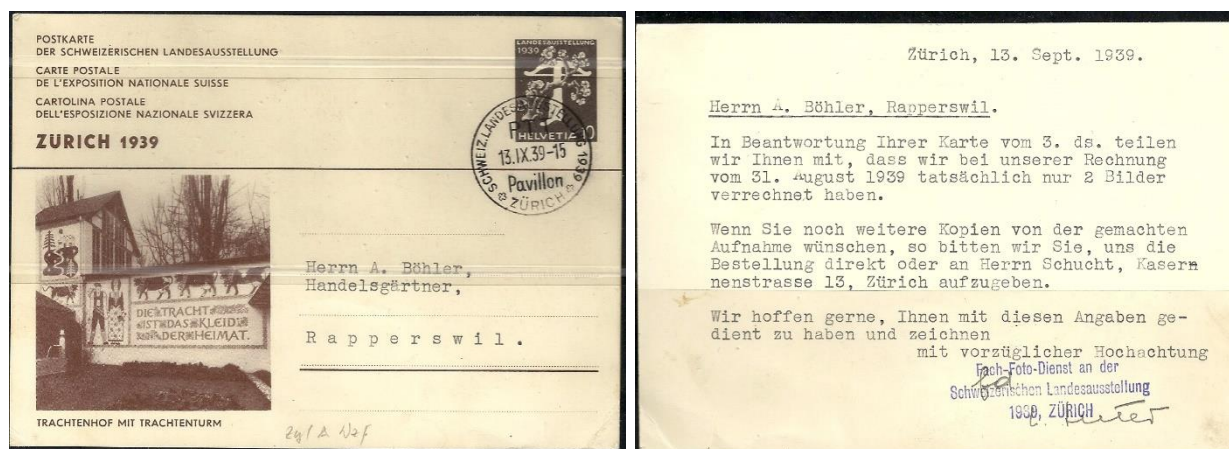 POSTKARTE
DER SCHWEIZERISCHEN LANDESAUSSTELLUNG
CARTE POSTALE
DE L'EXPOSITION NATIONALE SUISSE
CARTOLINA POSTALE
DELL'ESPOSIZIONE NAZIONALE SVIZZERA
ZÜRICH 1939
LANDESAUSSTELLUNG
1939
HELVETIA 10
SCHWEIZ. LANDESAUSSTELLUNG 1939
PTT
13.IX.39-15
Pavillon
ZÜRICH
DIE TRACHT
IST DAS KLEID
DER HEIMAT.
TRACHTENHOF MIT TRACHTENTURM
Herrn A. Böhler,
Handelsgärtner,
Rapperswil.
Zürich, 13. Sept. 1939.
Herrn A. Böhler, Rapperswil.
In Beantwortung Ihrer Karte vom 3. ds. teilen
wir Ihnen mit, dass wir bei unserer Rechnung
vom 31. August 1939 tatsächlich nur 2 Bilder
verrechnet haben.
Wenn Sie noch weitere Kopien von der gemachten
Aufnahme wünschen, so bitten wir Sie, uns die
Bestellung direkt oder an Herrn Schucht, Kasern
nenstrasse 13, Zürich aufzugeben.
Wir hoffen gerne, Ihnen mit diesen Angaben ge-
dient zu haben und zeichnen
mit vorzüglicher Hochachtung
Fach-Foto-Dienst an der
Schweizerischen Landesausstellung
1939, ZÜRICH